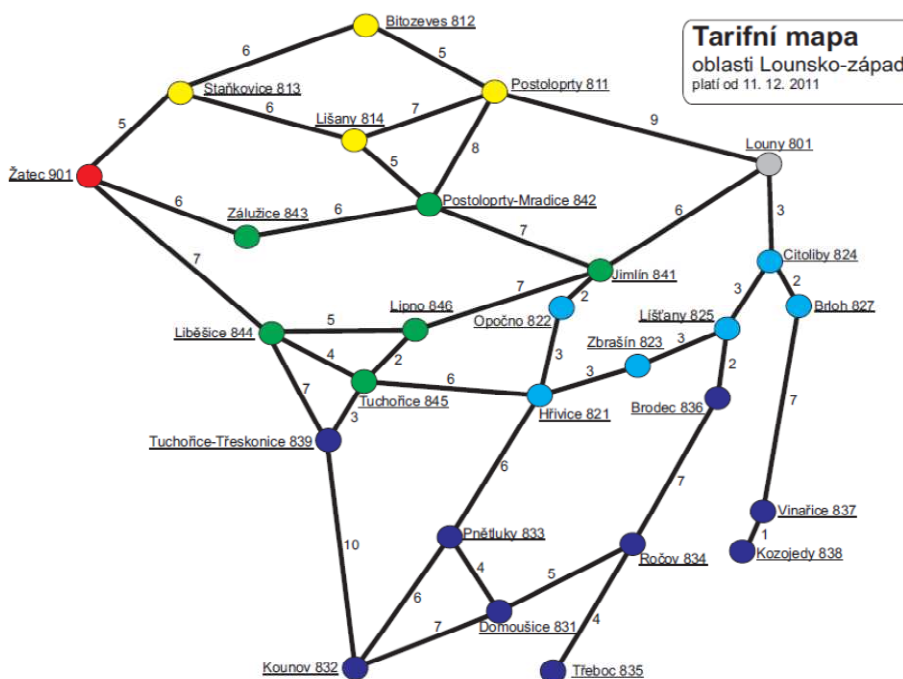 Bitozeves 812
Tarifní mapa
oblasti Lounsko-západ
platí od 11. 12. 2011
6
5
Staňkovice 813
Postoloprty 811
6
Lišany 814
7
9
5
8
5
Louny 801
Žatec 901
6
Zálužice 843
6
Postoloprty-Mradice 842
6
3
7
7
Citoliby 824
Jimlín 841
7
2
3
2
Lipno 846
Opočno 822
Líšťany 825
Brloh 827
Liběšice 844
5
Zbrašín 823
4
2
3
3
3
2
7
6
Tuchořice 845
Hřivice 821
Brodec 836
7
3
Tuchořice-Třeskonice 839
6
7
Vinařice 837
10
Pnětluky 833
1
Ročov 834
Kozojedy 838
4
5
6
7
Domoušice 831
4
Kounov 832
Třeboc 835